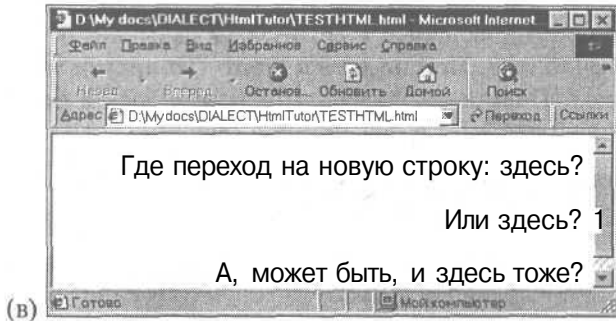 D:\My docs\DIALECT\HtmlTutor\TESTHTML.html - Microsoft Internet
Файл Правка Вид Избранное Сервис Справка
Назад Вперед Останов... Обновить Домой Поиск
Адрес D:\My docs\DIALECT\HtmlTutor\TESTHTML.html Переход Ссылки
Где переход на новую строку: здесь?
Или здесь? 1
А, может быть, и здесь тоже?
(в) Готово Мой компьютер